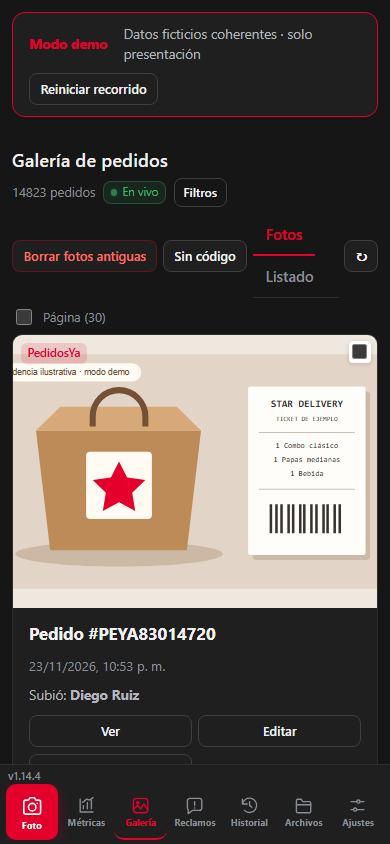 Modo demo
Datos ficticios coherentes · solo
presentación
Reiniciar recorrido
Galería de pedidos
14823 pedidos
En vivo
Filtros
Borrar fotos antiguas
Sin código
Fotos
Listado
Página (30)
PedidosYa
dencia ilustrativa · modo demo
STAR DELIVERY
TICKET DE EJEMPLO
1 Combo clásico
1 Papas medianas
1 Bebida
Pedido #PEYA83014720
23/11/2026, 10:53 p. m.
Subió: Diego Ruiz
Ver
Editar
v1.14.4
Foto
Métricas
Galería
Reclamos
Historial
Archivos
Ajustes